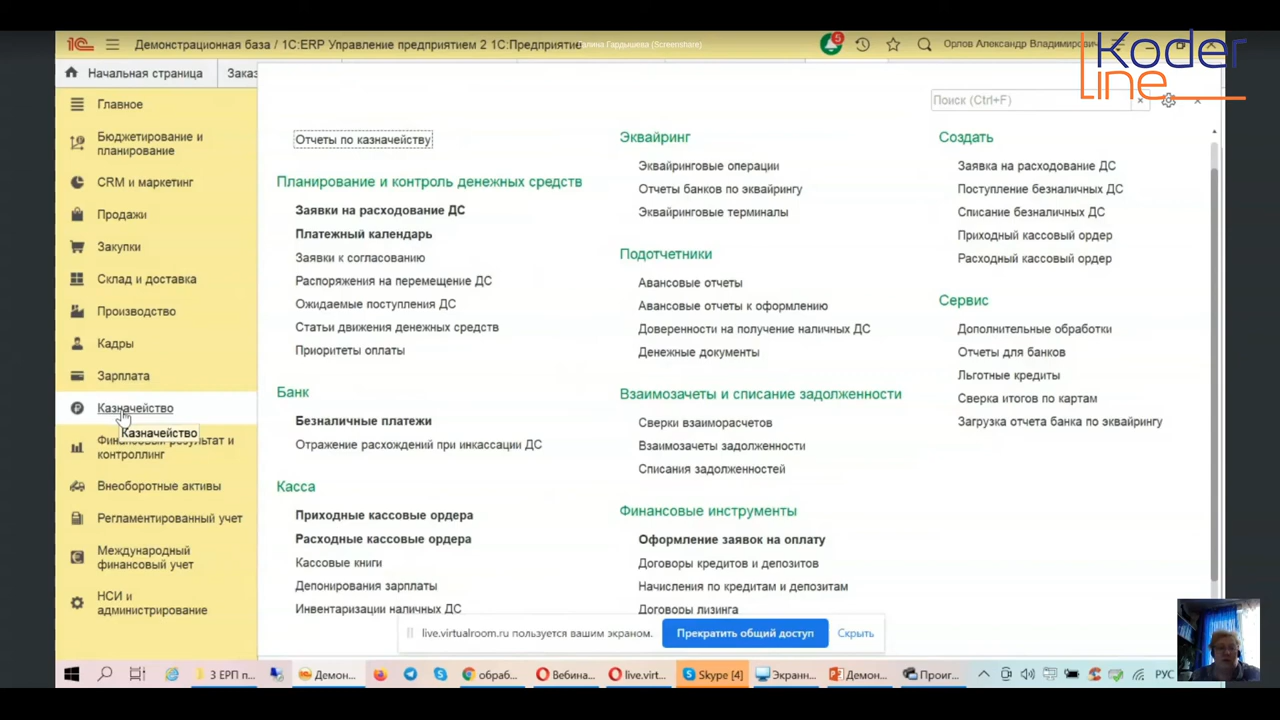 Демонстрационная база / 1С:ERP Управление предприятием 2 1С:Предприятие
Галина Гардышева (Screenshare)
5
Орлов Александр Владимирович
Koder
line
Начальная страница
Зака
Поиск (Ctrl+F)
Главное
Бюджетирование и
планирование
CRM и маркетинг
Продажи
Закупки
Склад и доставка
Производство
Кадры
Зарплата
Казначейство
Казначейство
Финансовый результат и
контроллинг
Внеоборотные активы
Регламентированный учет
Международный
финансовый учет
НСИ и
администрирование
Отчеты по казначейству
Планирование и контроль денежных средств
Заявки на расходование ДС
Платежный календарь
Заявки к согласованию
Распоряжения на перемещение ДС
Ожидаемые поступления ДС
Статьи движения денежных средств
Приоритеты оплаты
Банк
Безналичные платежи
Отражение расхождений при инкассации ДС
Касса
Приходные кассовые ордера
Расходные кассовые ордера
Кассовые книги
Депонирования зарплаты
Инвентаризации наличных ДС
Эквайринг
Эквайринговые операции
Отчеты банков по эквайрингу
Эквайринговые терминалы
Подотчетники
Авансовые отчеты
Авансовые отчеты к оформлению
Доверенности на получение наличных ДС
Денежные документы
Взаимозачеты и списание задолженности
Сверки взаиморасчетов
Взаимозачеты задолженности
Списания задолженностей
Финансовые инструменты
Оформление заявок на оплату
Договоры кредитов и депозитов
Начисления по кредитам и депозитам
Договоры лизинга
Создать
Заявка на расходование ДС
Поступление безналичных ДС
Списание безналичных ДС
Приходный кассовый ордер
Расходный кассовый ордер
Сервис
Дополнительные обработки
Отчеты для банков
Льготные кредиты
Сверка итогов по картам
Загрузка отчета банка по эквайрингу
live.virtualroom.ru пользуется вашим экраном.
Прекратить общий доступ
Скрыть
3 ЕРП п...
Демон...
обраб...
Вебина...
live.virt...
Skype [4]
Экранн...
Демон...
Проиг...
РУС